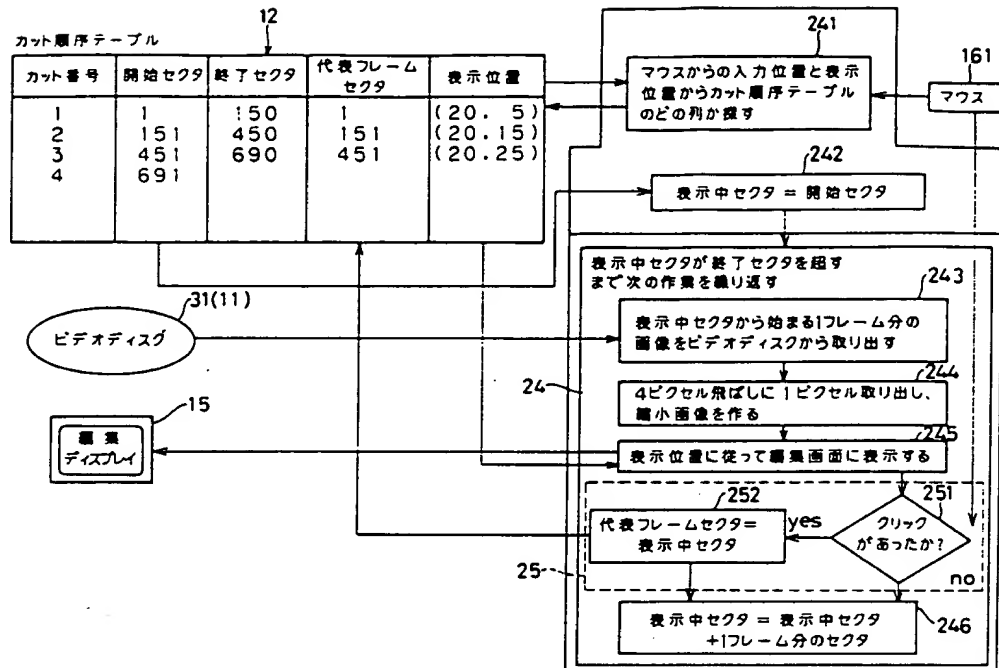 12
カット順序テーブル
カット番号 開始セクタ 終了セクタ 代表フレームセクタ 表示位置
1 1 150 1 (20. 5)
2 151 450 151 (20.15)
3 451 690 451 (20.25)
4 691
241
マウスからの入力位置と表示
位置からカット順序テーブル
のどの列か探す
161
マウス
242
表示中セクタ = 開始セクタ
表示中セクタが終了セクタを超す
まで次の作業を繰り返す
243
表示中セクタから始まる1フレーム分の
画像をビデオディスクから取り出す
31(11)
ビデオディスク
244
4ピクセル飛ばしに1ピクセル取り出し、
縮小画像を作る
24
15
編集
ディスプレイ
245
表示位置に従って編集画面に表示する
252
代表フレームセクタ=
表示中セクタ
yes
251
クリック
があったか?
25
no
246
表示中セクタ = 表示中セクタ
+1フレーム分のセクタ